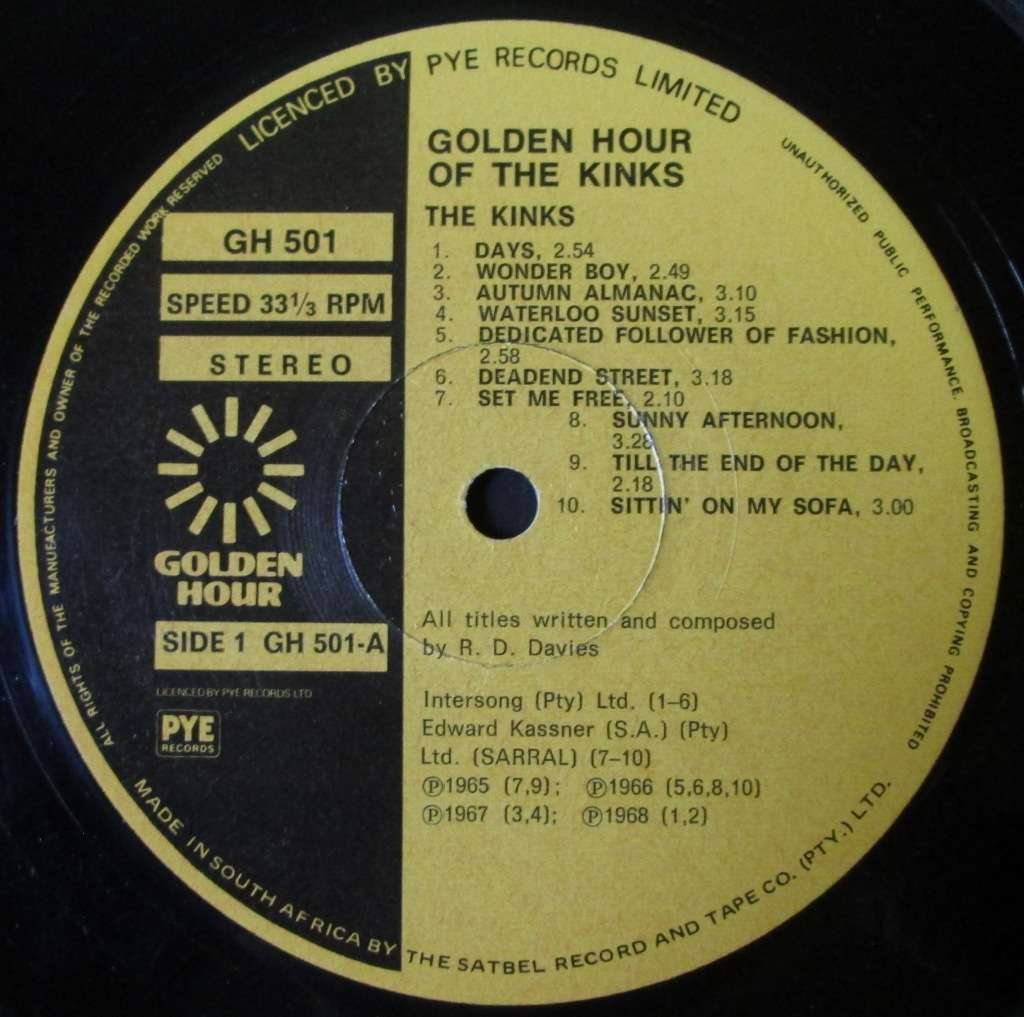 LICENCED BY PYE RECORDS LIMITED
UNAUTHORIZED PUBLIC PERFORMANCE, BROADCASTING AND COPYING PROHIBITED
ALL RIGHTS OF THE MANUFACTURERS AND OWNER OF THE RECORDED WORK RESERVED
GOLDEN HOUR
OF THE KINKS
THE KINKS
1. DAYS, 2.54
2. WONDER BOY, 2.49
3. AUTUMN ALMANAC, 3.10
4. WATERLOO SUNSET, 3.15
5. DEDICATED FOLLOWER OF FASHION,
2.58
6. DEADEND STREET, 3.18
7. SET ME FREE, 2.10
8. SUNNY AFTERNOON,
3.28
9. TILL THE END OF THE DAY,
2.18
10. SITTIN' ON MY SOFA, 3.00
GH 501
SPEED 33⅓ RPM
STEREO
GOLDEN
HOUR
SIDE 1 GH 501-A
LICENCED BY PYE RECORDS LTD
PYE
RECORDS
All titles written and composed
by R. D. Davies
Intersong (Pty) Ltd. (1–6)
Edward Kassner (S.A.) (Pty)
Ltd. (SARRAL) (7–10)
℗1965 (7,9); ℗1966 (5,6,8,10)
℗1967 (3,4); ℗1968 (1,2)
MADE IN SOUTH AFRICA BY THE SATBEL RECORD AND TAPE CO. (PTY.) LTD.